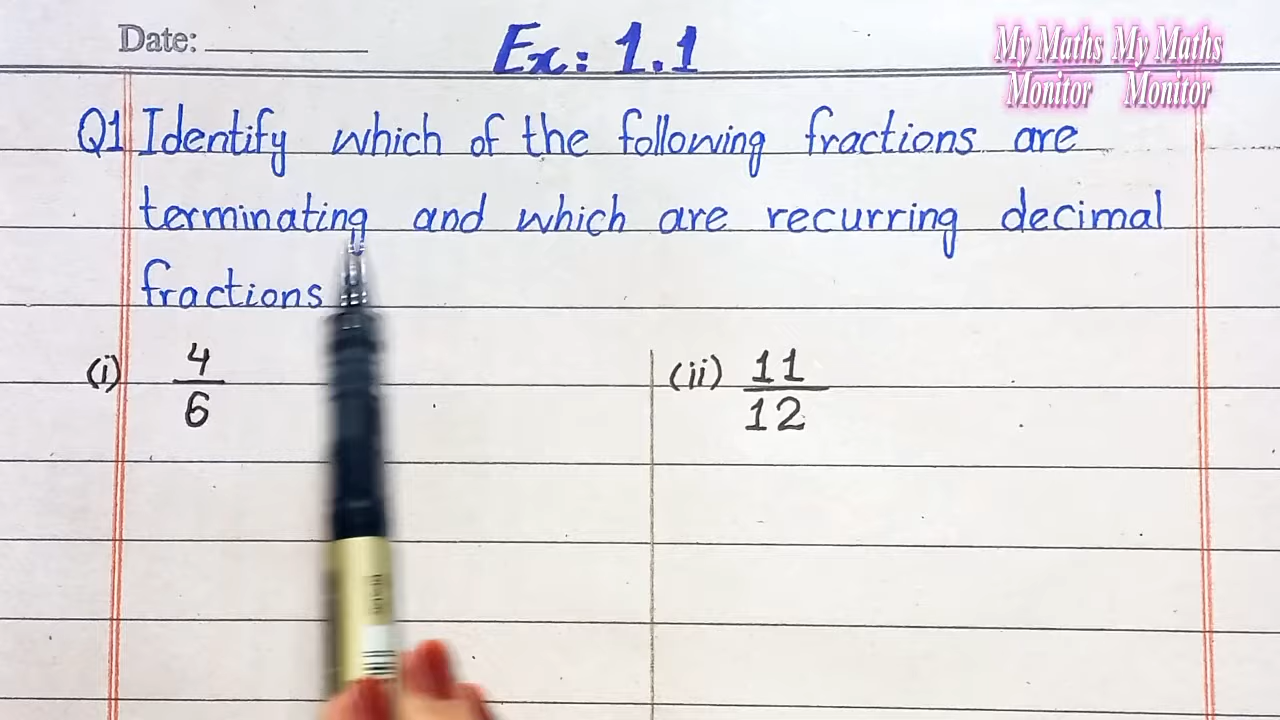 Date:
Ex: 1.1
My Maths My Maths
Monitor Monitor
Q1 Identify which of the following fractions are
terminating and which are recurring decimal
fractions
(i) 4/6
(ii) 11/12